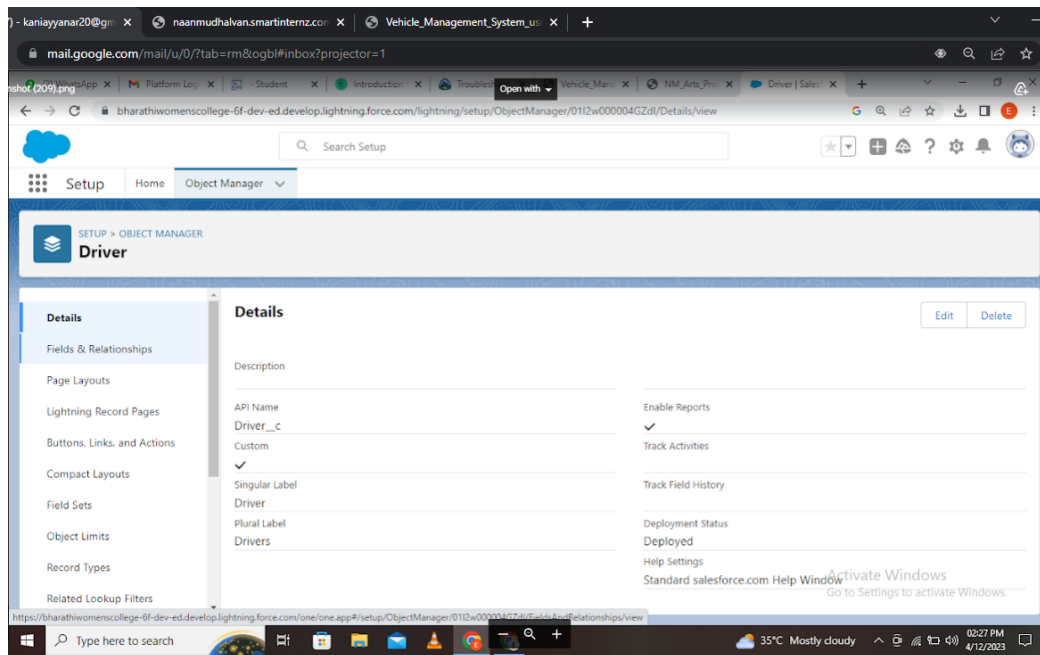 ) - kaniayyanar20@gm
naanmudhalvan.smartinternz.con
Vehicle_Management_System_usi
mail.google.com/mail/u/0/?tab=rm&ogbl#inbox?projector=1
nshot (209).png
(2) WhatsApp
Platform Log
- Student
Introduction
Troubles
Open with
Vehicle_Mana
NM_Arts_Proj
Driver | Salesf
bharathiwomenscollege-6f-dev-ed.develop.lightning.force.com/lightning/setup/ObjectManager/01I2w000004GZdI/Details/view
Search Setup
Setup
Home
Object Manager
SETUP > OBJECT MANAGER
Driver
Details
Fields & Relationships
Page Layouts
Lightning Record Pages
Buttons, Links, and Actions
Compact Layouts
Field Sets
Object Limits
Record Types
Related Lookup Filters
Details
Edit
Delete
Description
API Name
Driver__c
Custom
Singular Label
Driver
Plural Label
Drivers
Enable Reports
Track Activities
Track Field History
Deployment Status
Deployed
Help Settings
Standard salesforce.com Help Window
Activate Windows
Go to Settings to activate Windows.
https://bharathiwomenscollege-6f-dev-ed.develop.lightning.force.com/one/one.app#/setup/ObjectManager/01I2w000004GZdI/FieldsAndRelationships/view
Type here to search
35°C Mostly cloudy
02:27 PM
4/12/2023